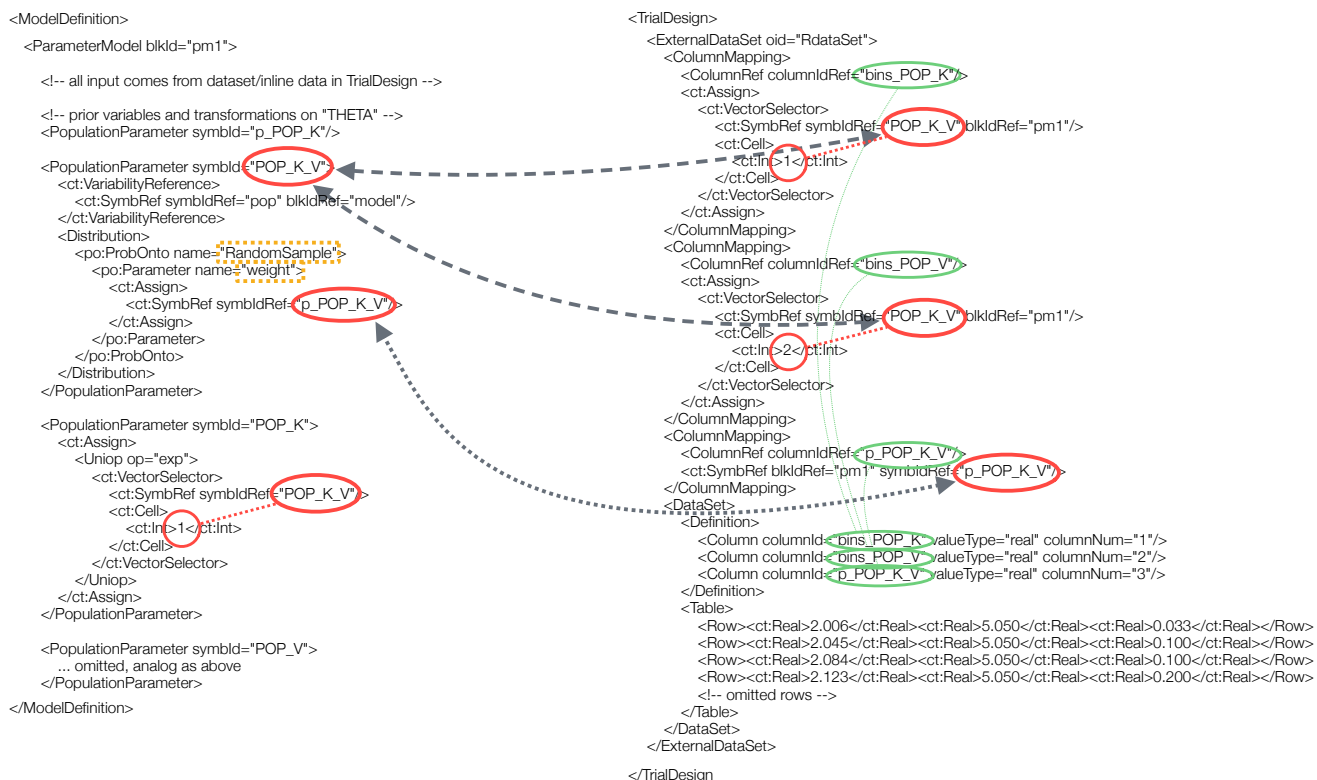 <ModelDefinition>
<ParameterModel blkId="pm1">
<!-- all input comes from dataset/inline data in TrialDesign -->
<!-- prior variables and transformations on "THETA" -->
<PopulationParameter symbId="p_POP_K"/>
<PopulationParameter symbId="POP_K_V">
<ct:VariabilityReference>
<ct:SymbRef symbIdRef="pop" blkIdRef="model"/>
</ct:VariabilityReference>
<Distribution>
<po:ProbOnto name="RandomSample">
<po:Parameter name="weight">
<ct:Assign>
<ct:SymbRef symbIdRef="p_POP_K_V"/>
</ct:Assign>
</po:Parameter>
</po:ProbOnto>
</Distribution>
</PopulationParameter>
<PopulationParameter symbId="POP_K">
<ct:Assign>
<Uniop op="exp">
<ct:VectorSelector>
<ct:SymbRef symbIdRef="POP_K_V"/>
<ct:Cell>
<ct:Int>1</ct:Int>
</ct:Cell>
</ct:VectorSelector>
</Uniop>
</ct:Assign>
</PopulationParameter>
<PopulationParameter symbId="POP_V">
... omitted, analog as above
</PopulationParameter>
</ModelDefinition>
<TrialDesign>
<ExternalDataSet oid="RdataSet">
<ColumnMapping>
<ColumnRef columnIdRef="bins_POP_K"/>
<ct:Assign>
<ct:VectorSelector>
<ct:SymbRef symbIdRef="POP_K_V" blkIdRef="pm1"/>
<ct:Cell>
<ct:Int>1</ct:Int>
</ct:Cell>
</ct:VectorSelector>
</ct:Assign>
</ColumnMapping>
<ColumnMapping>
<ColumnRef columnIdRef="bins_POP_V"/>
<ct:Assign>
<ct:VectorSelector>
<ct:SymbRef symbIdRef="POP_K_V" blkIdRef="pm1"/>
<ct:Cell>
<ct:Int>2</ct:Int>
</ct:Cell>
</ct:VectorSelector>
</ct:Assign>
</ColumnMapping>
<ColumnMapping>
<ColumnRef columnIdRef="p_POP_K_V"/>
<ct:SymbRef blkIdRef="pm1" symbIdRef="p_POP_K_V"/>
</ColumnMapping>
<DataSet>
<Definition>
<Column columnId="bins_POP_K" valueType="real" columnNum="1"/>
<Column columnId="bins_POP_V" valueType="real" columnNum="2"/>
<Column columnId="p_POP_K_V" valueType="real" columnNum="3"/>
</Definition>
<Table>
<Row><ct:Real>2.006</ct:Real><ct:Real>5.050</ct:Real><ct:Real>0.033</ct:Real></Row>
<Row><ct:Real>2.045</ct:Real><ct:Real>5.050</ct:Real><ct:Real>0.100</ct:Real></Row>
<Row><ct:Real>2.084</ct:Real><ct:Real>5.050</ct:Real><ct:Real>0.100</ct:Real></Row>
<Row><ct:Real>2.123</ct:Real><ct:Real>5.050</ct:Real><ct:Real>0.200</ct:Real></Row>
<!-- omitted rows -->
</Table>
</DataSet>
</ExternalDataSet>
</TrialDesign